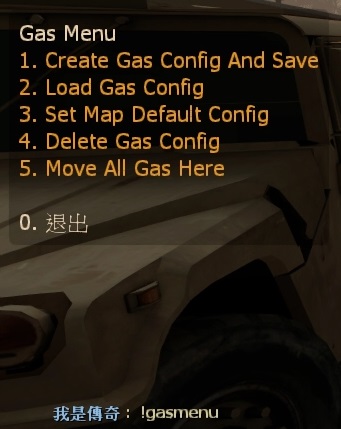 Gas Menu
1. Create Gas Config And Save
2. Load Gas Config
3. Set Map Default Config
4. Delete Gas Config
5. Move All Gas Here
0. 退出
我是傳奇 : !gasmenu